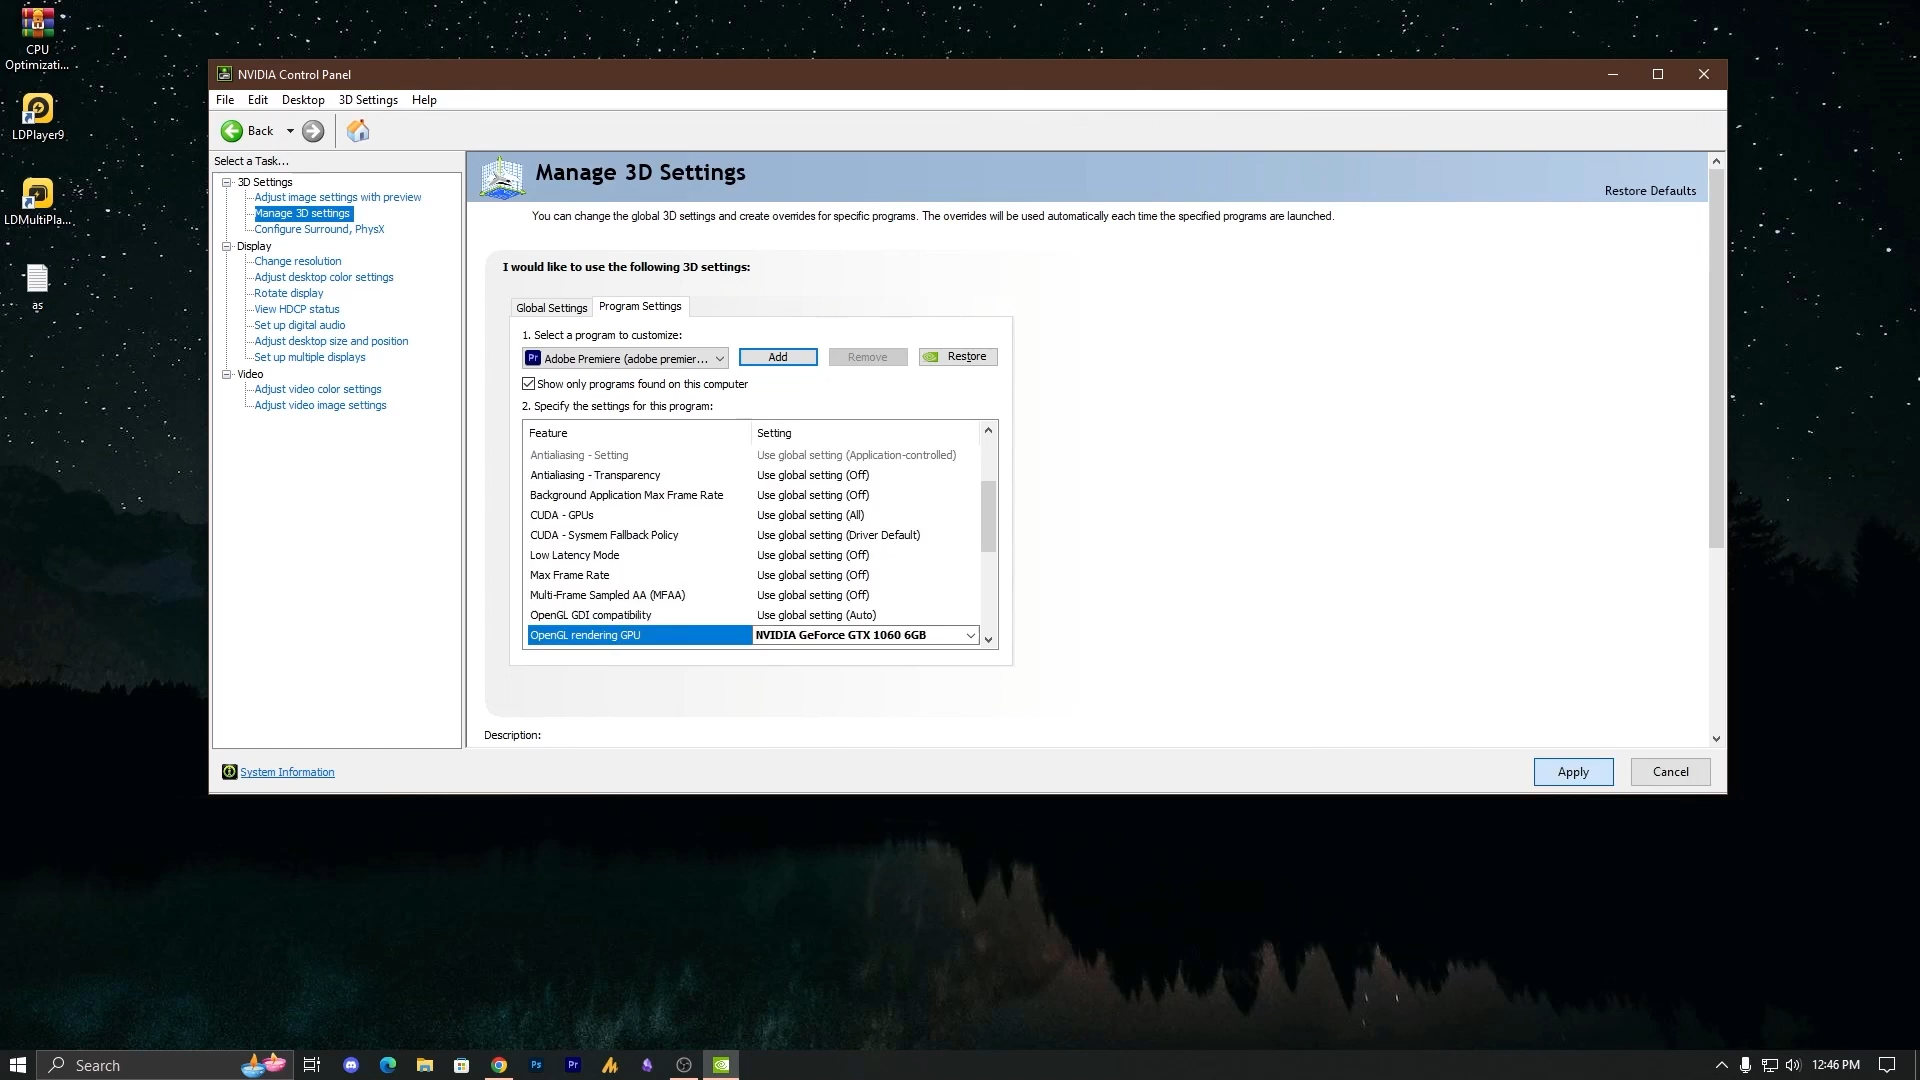 CPU
Optimizati...
LDPlayer9
LDMultiPla...
as
NVIDIA Control Panel
File Edit Desktop 3D Settings Help
Back
Select a Task...
3D Settings
Adjust image settings with preview
Manage 3D settings
Configure Surround, PhysX
Display
Change resolution
Adjust desktop color settings
Rotate display
View HDCP status
Set up digital audio
Adjust desktop size and position
Set up multiple displays
Video
Adjust video color settings
Adjust video image settings
System Information
Manage 3D Settings
Restore Defaults
You can change the global 3D settings and create overrides for specific programs. The overrides will be used automatically each time the specified programs are launched.
I would like to use the following 3D settings:
Global Settings Program Settings
1. Select a program to customize:
Pr Adobe Premiere (adobe premier... Add Remove Restore
Show only programs found on this computer
2. Specify the settings for this program:
Feature Setting
Antialiasing - Setting Use global setting (Application-controlled)
Antialiasing - Transparency Use global setting (Off)
Background Application Max Frame Rate Use global setting (Off)
CUDA - GPUs Use global setting (All)
CUDA - Sysmem Fallback Policy Use global setting (Driver Default)
Low Latency Mode Use global setting (Off)
Max Frame Rate Use global setting (Off)
Multi-Frame Sampled AA (MFAA) Use global setting (Off)
OpenGL GDI compatibility Use global setting (Auto)
OpenGL rendering GPU NVIDIA GeForce GTX 1060 6GB
Description:
Apply Cancel
Search
Ps
Pr
12:46 PM